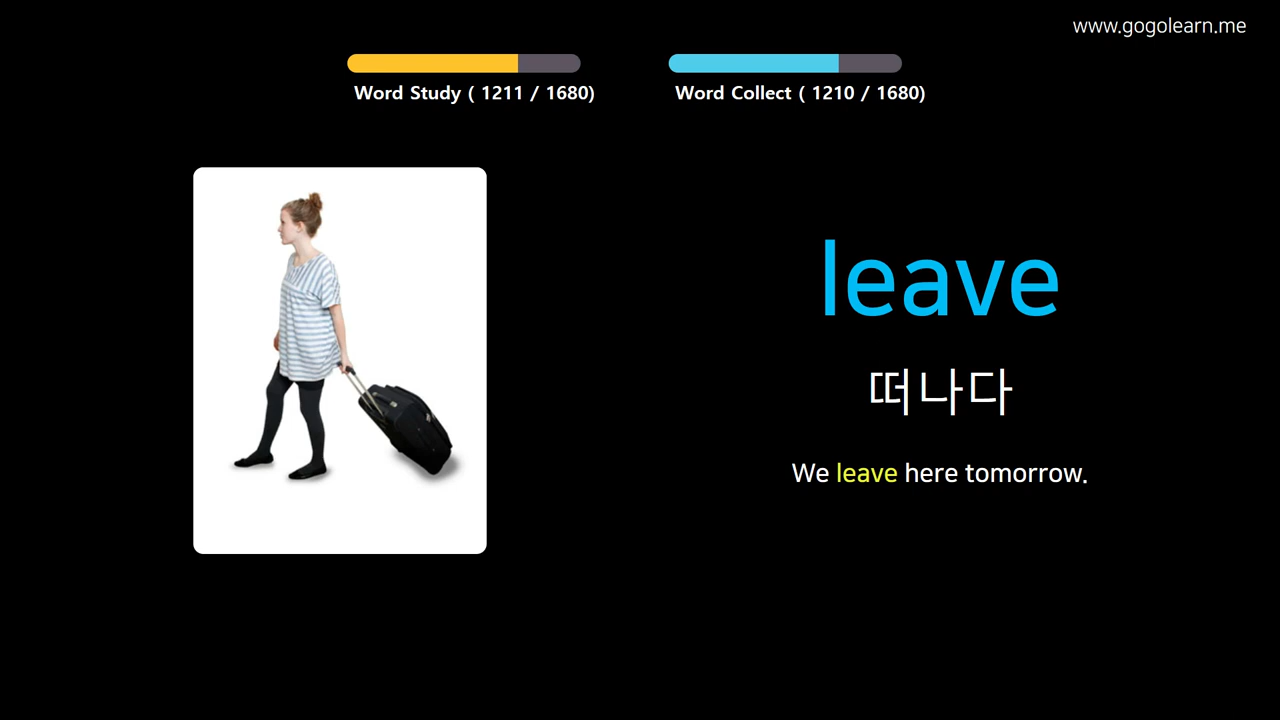 www.gogolearn.me
Word Study ( 1211 / 1680)
Word Collect ( 1210 / 1680)
leave
떠나다
We leave here tomorrow.